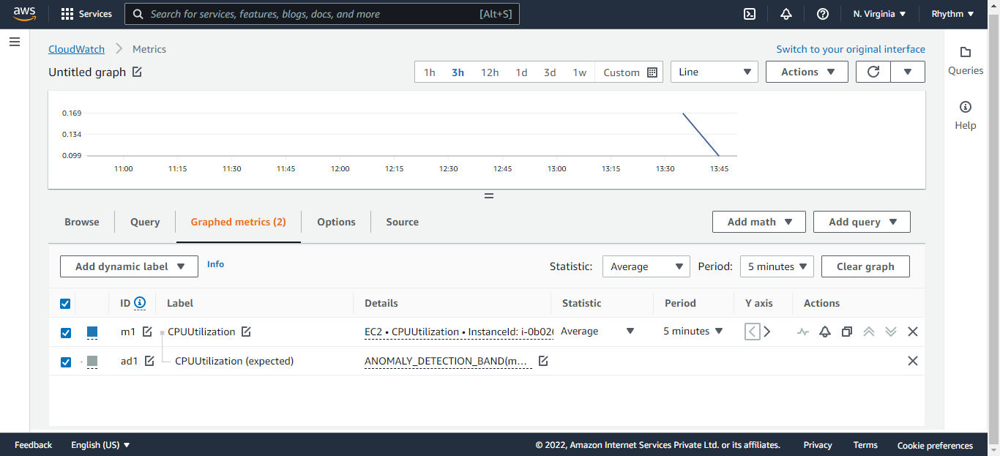 aws Services Search for services, features, blogs, docs, and more [Alt+S] N. Virginia Rhythm
CloudWatch Metrics Switch to your original interface
Untitled graph 1h 3h 12h 1d 3d 1w Custom Line Actions
Queries
Help
0.169
0.134
0.099
11:00 11:15 11:30 11:45 12:00 12:15 12:30 12:45 13:00 13:15 13:30 13:45
Browse Query Graphed metrics (2) Options Source Add math Add query
Add dynamic label Info Statistic: Average Period: 5 minutes Clear graph
ID Label Details Statistic Period Y axis Actions
m1 CPUUtilization EC2 • CPUUtilization • InstanceId: i-0b02 Average 5 minutes
ad1 CPUUtilization (expected) ANOMALY_DETECTION_BAND(m...
Feedback English (US) © 2022, Amazon Internet Services Private Ltd. or its affiliates. Privacy Terms Cookie preferences